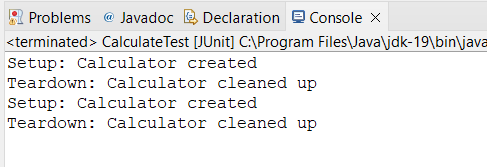 Problems @ Javadoc Declaration Console
<terminated> CalculateTest [JUnit] C:\Program Files\Java\jdk-19\bin\java
Setup: Calculator created
Teardown: Calculator cleaned up
Setup: Calculator created
Teardown: Calculator cleaned up